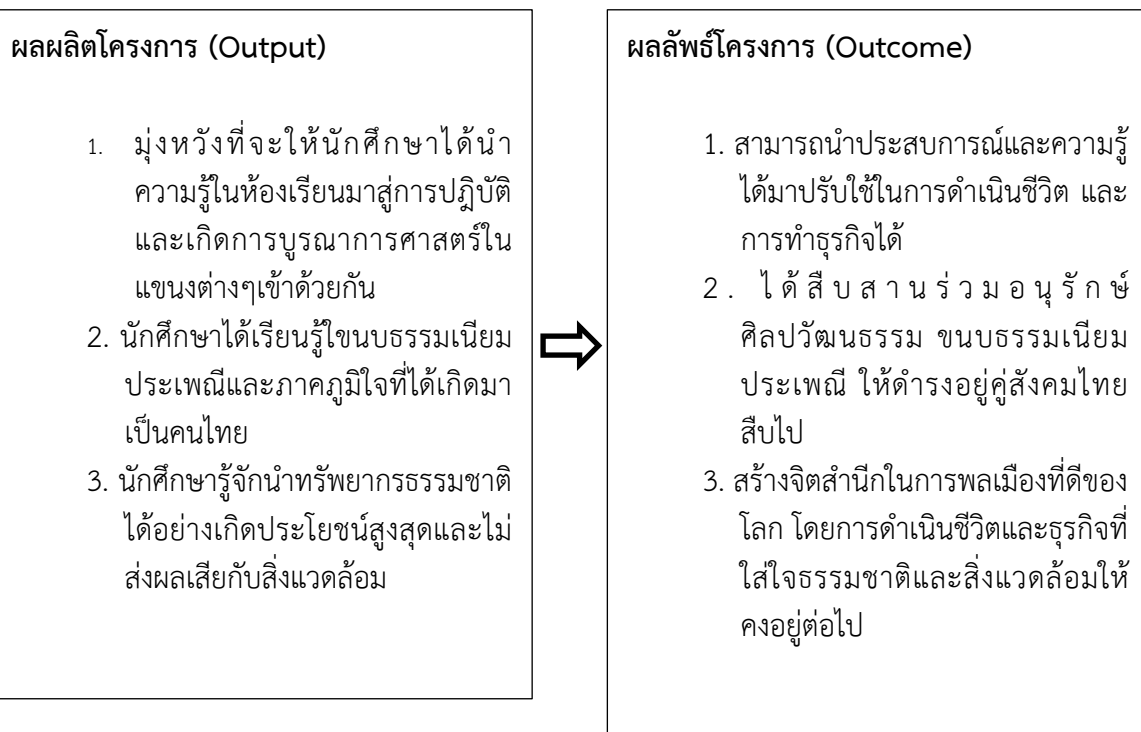 ผลผลิตโครงการ (Output)
1. มุ่งหวังที่จะให้นักศึกษาได้นำ
ความรู้ในห้องเรียนมาสู่การปฎิบัติ
และเกิดการบูรณาการศาสตร์ใน
แขนงต่างๆเข้าด้วยกัน
2. นักศึกษาได้เรียนรู้ใขนบธรรมเนียม
ประเพณีและภาคภูมิใจที่ได้เกิดมา
เป็นคนไทย
3. นักศึกษารู้จักนำทรัพยากรธรรมชาติ
ได้อย่างเกิดประโยชน์สูงสุดและไม่
ส่งผลเสียกับสิ่งแวดล้อม
ผลลัพธ์โครงการ (Outcome)
1. สามารถนำประสบการณ์และความรู้
ได้มาปรับใช้ในการดำเนินชีวิต และ
การทำธุรกิจได้
2. ได้สืบสานร่วมอนุรักษ์
ศิลปวัฒนธรรม ขนบธรรมเนียม
ประเพณี ให้ดำรงอยู่คู่สังคมไทย
สืบไป
3. สร้างจิตสำนึกในการพลเมืองที่ดีของ
โลก โดยการดำเนินชีวิตและธุรกิจที่
ใส่ใจธรรมชาติและสิ่งแวดล้อมให้
คงอยู่ต่อไป